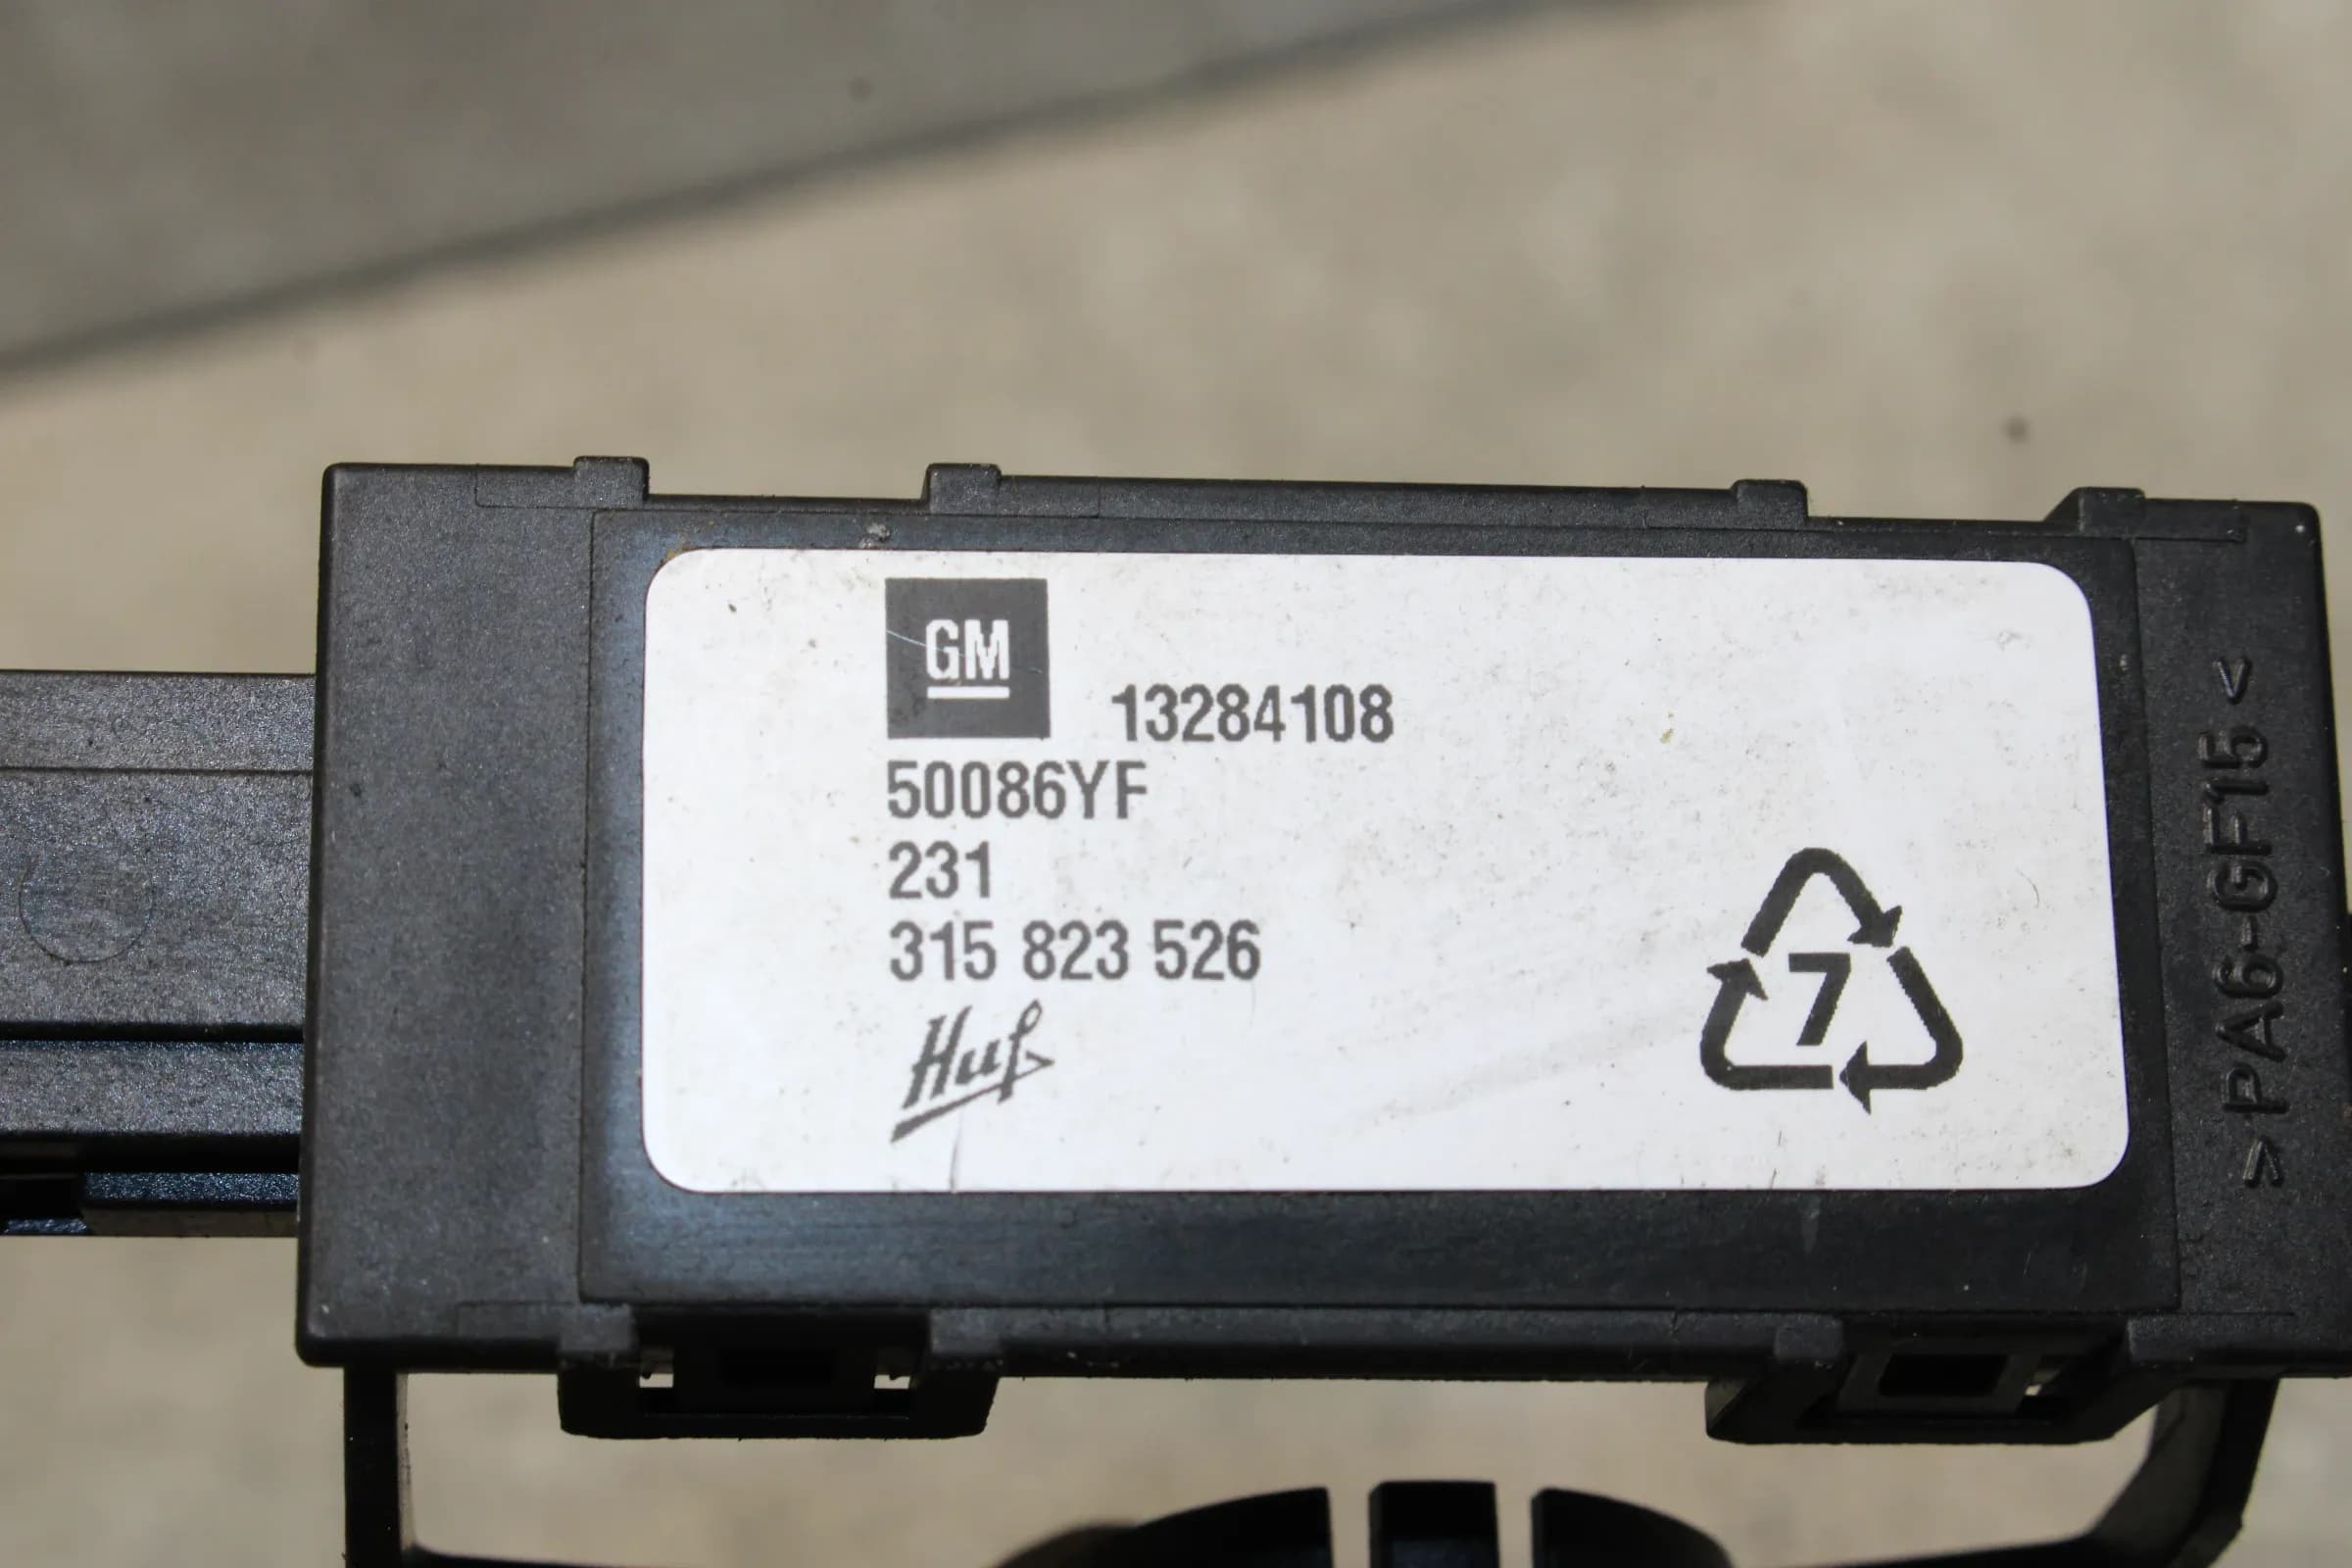 GM
13284108
50086YF
231
315 823 526
Huf
7
>PA6-GF15<